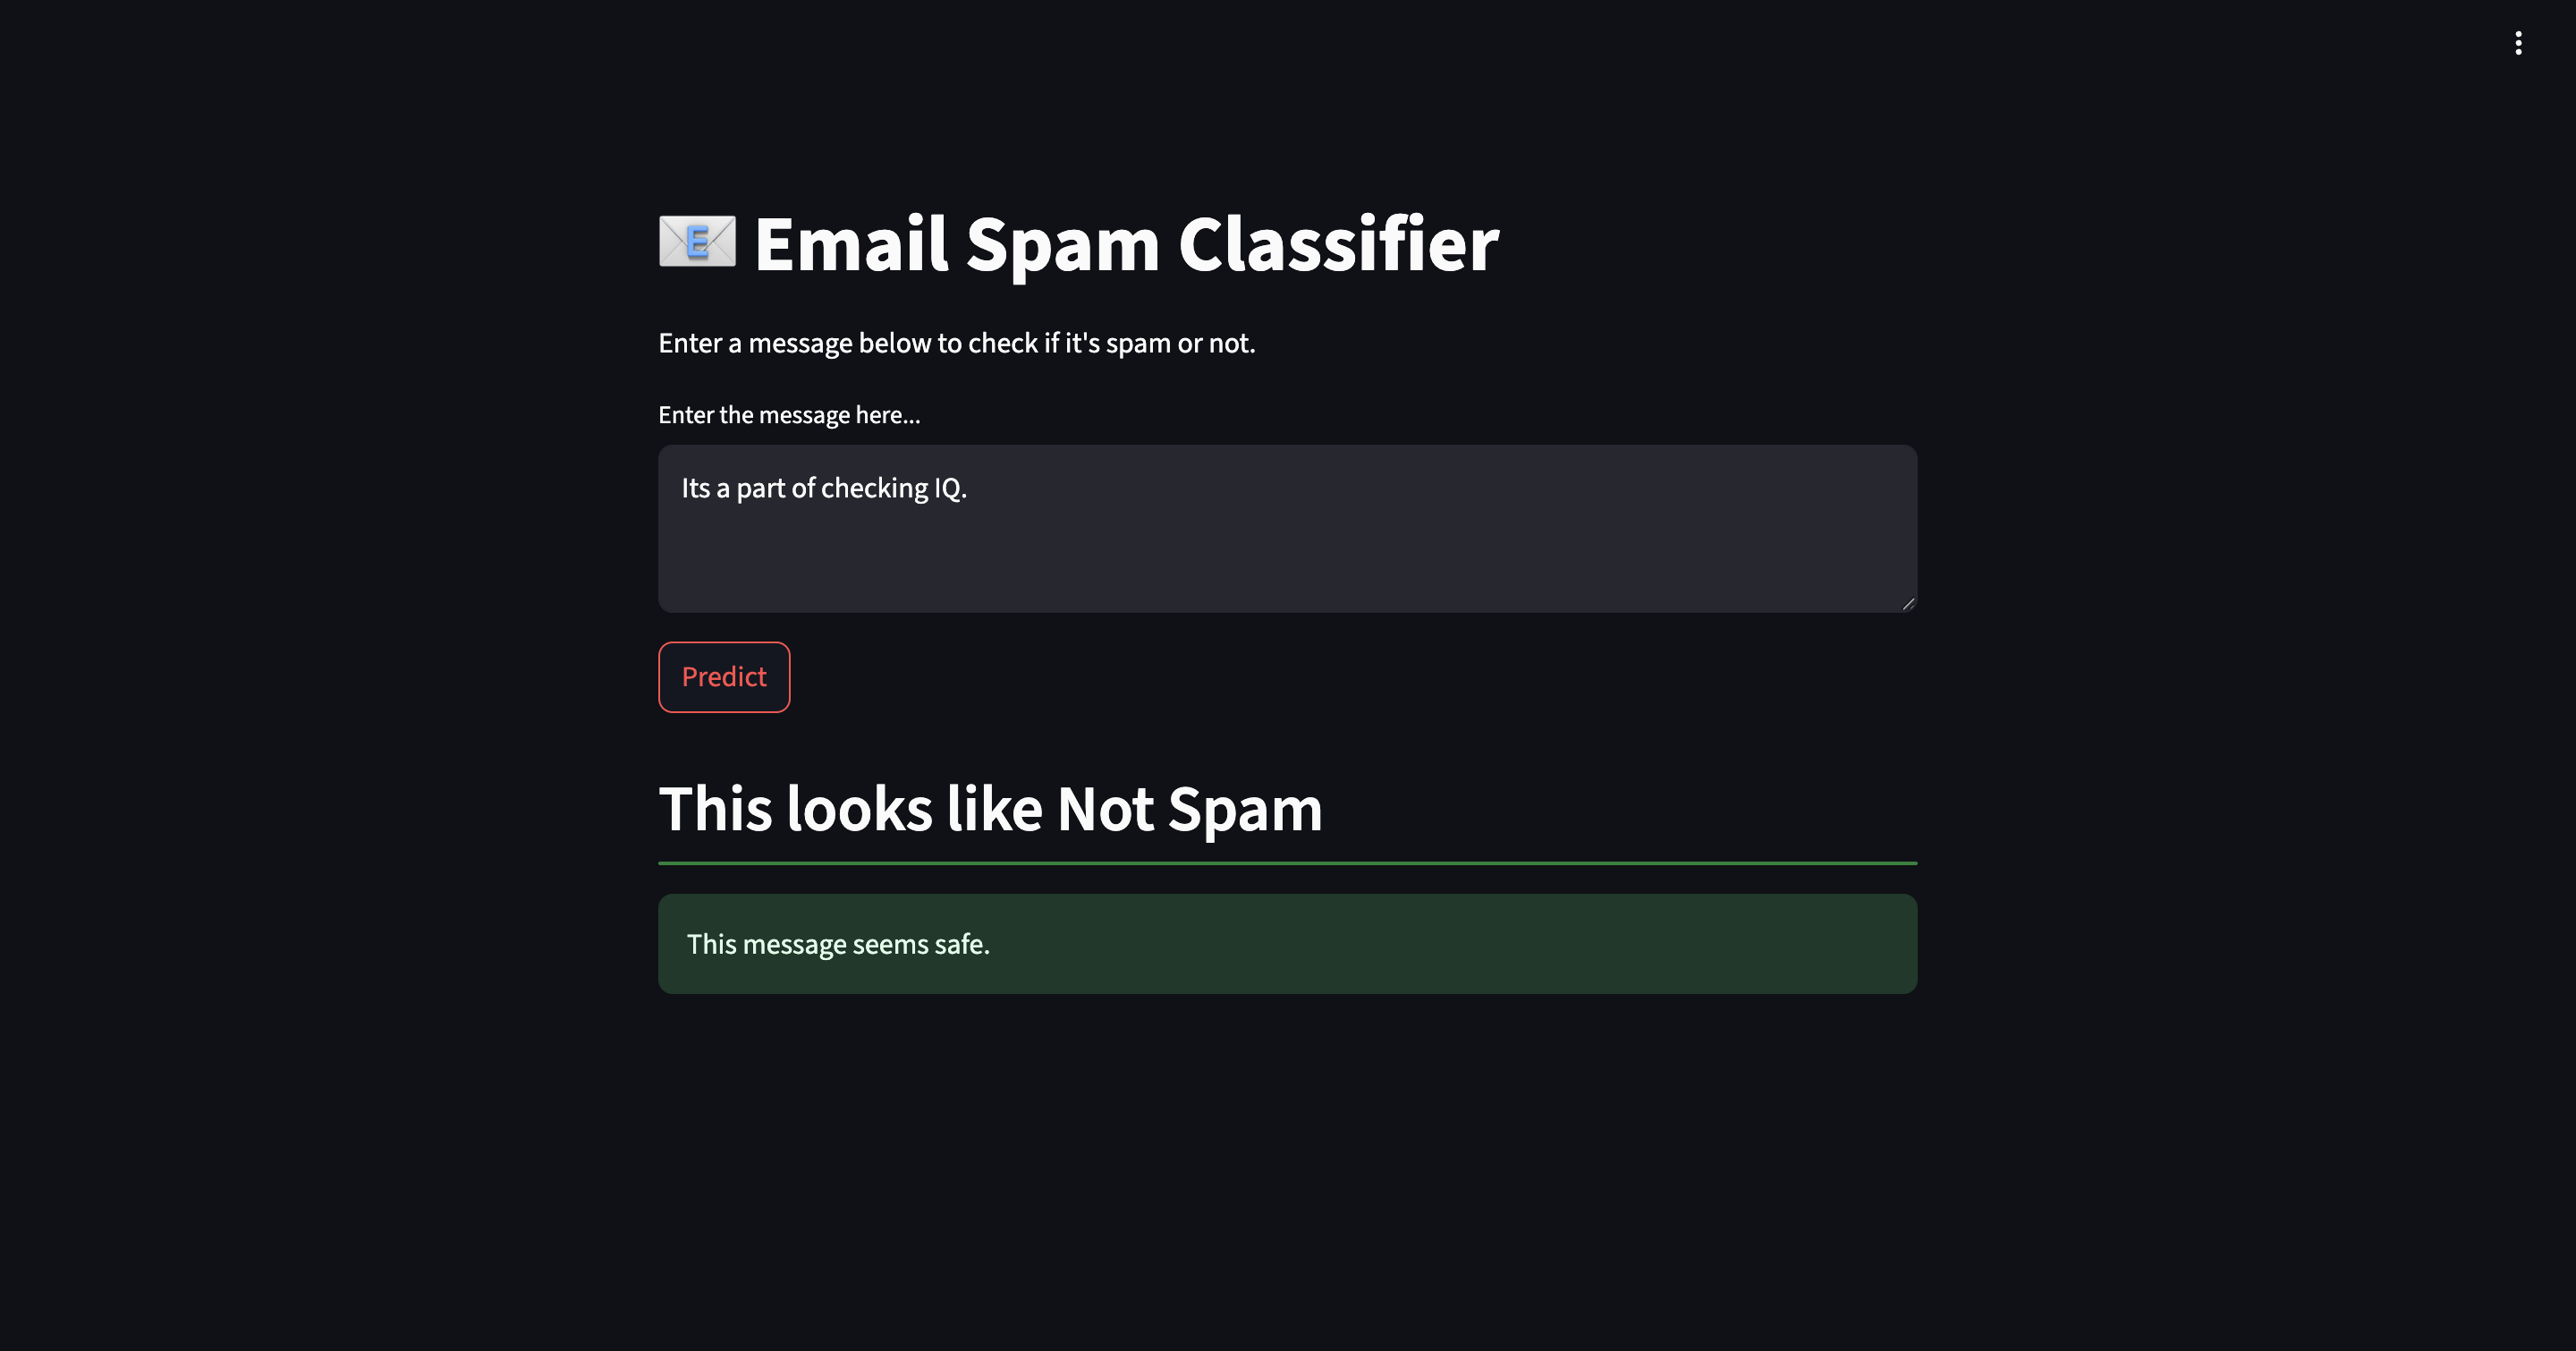 E Email Spam Classifier
Enter a message below to check if it's spam or not.
Enter the message here...
Its a part of checking IQ.
Predict
This looks like Not Spam
This message seems safe.